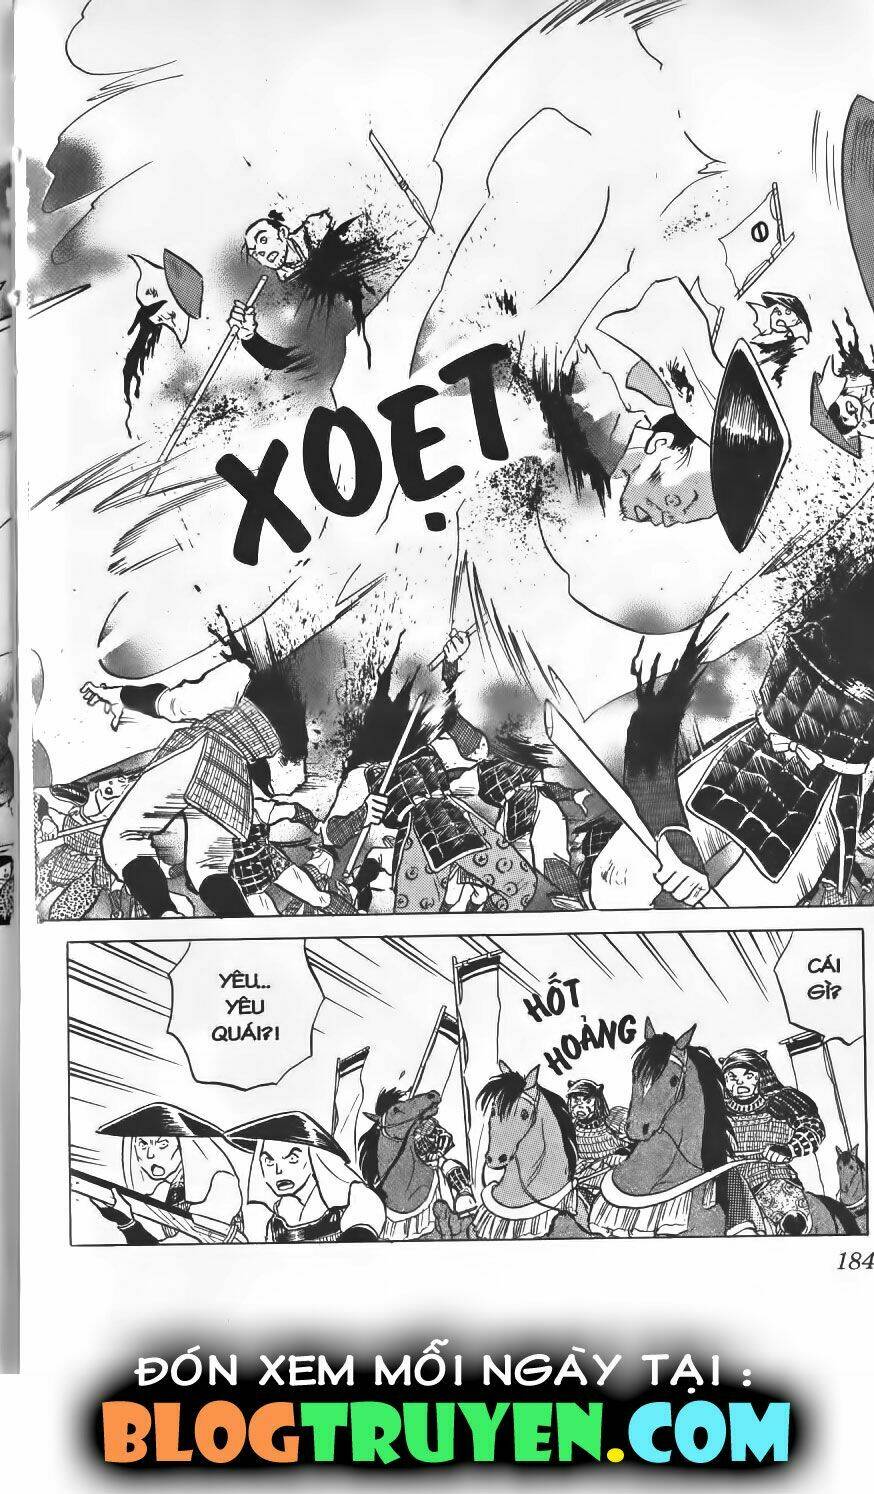 XOẸT
CÁI
GÌ?
HỐT
HOẢNG
YÊU...
YÊU
QUÁI?!
184
ĐÓN XEM MỖI NGÀY TẠI :
BLOGTRUYEN.COM